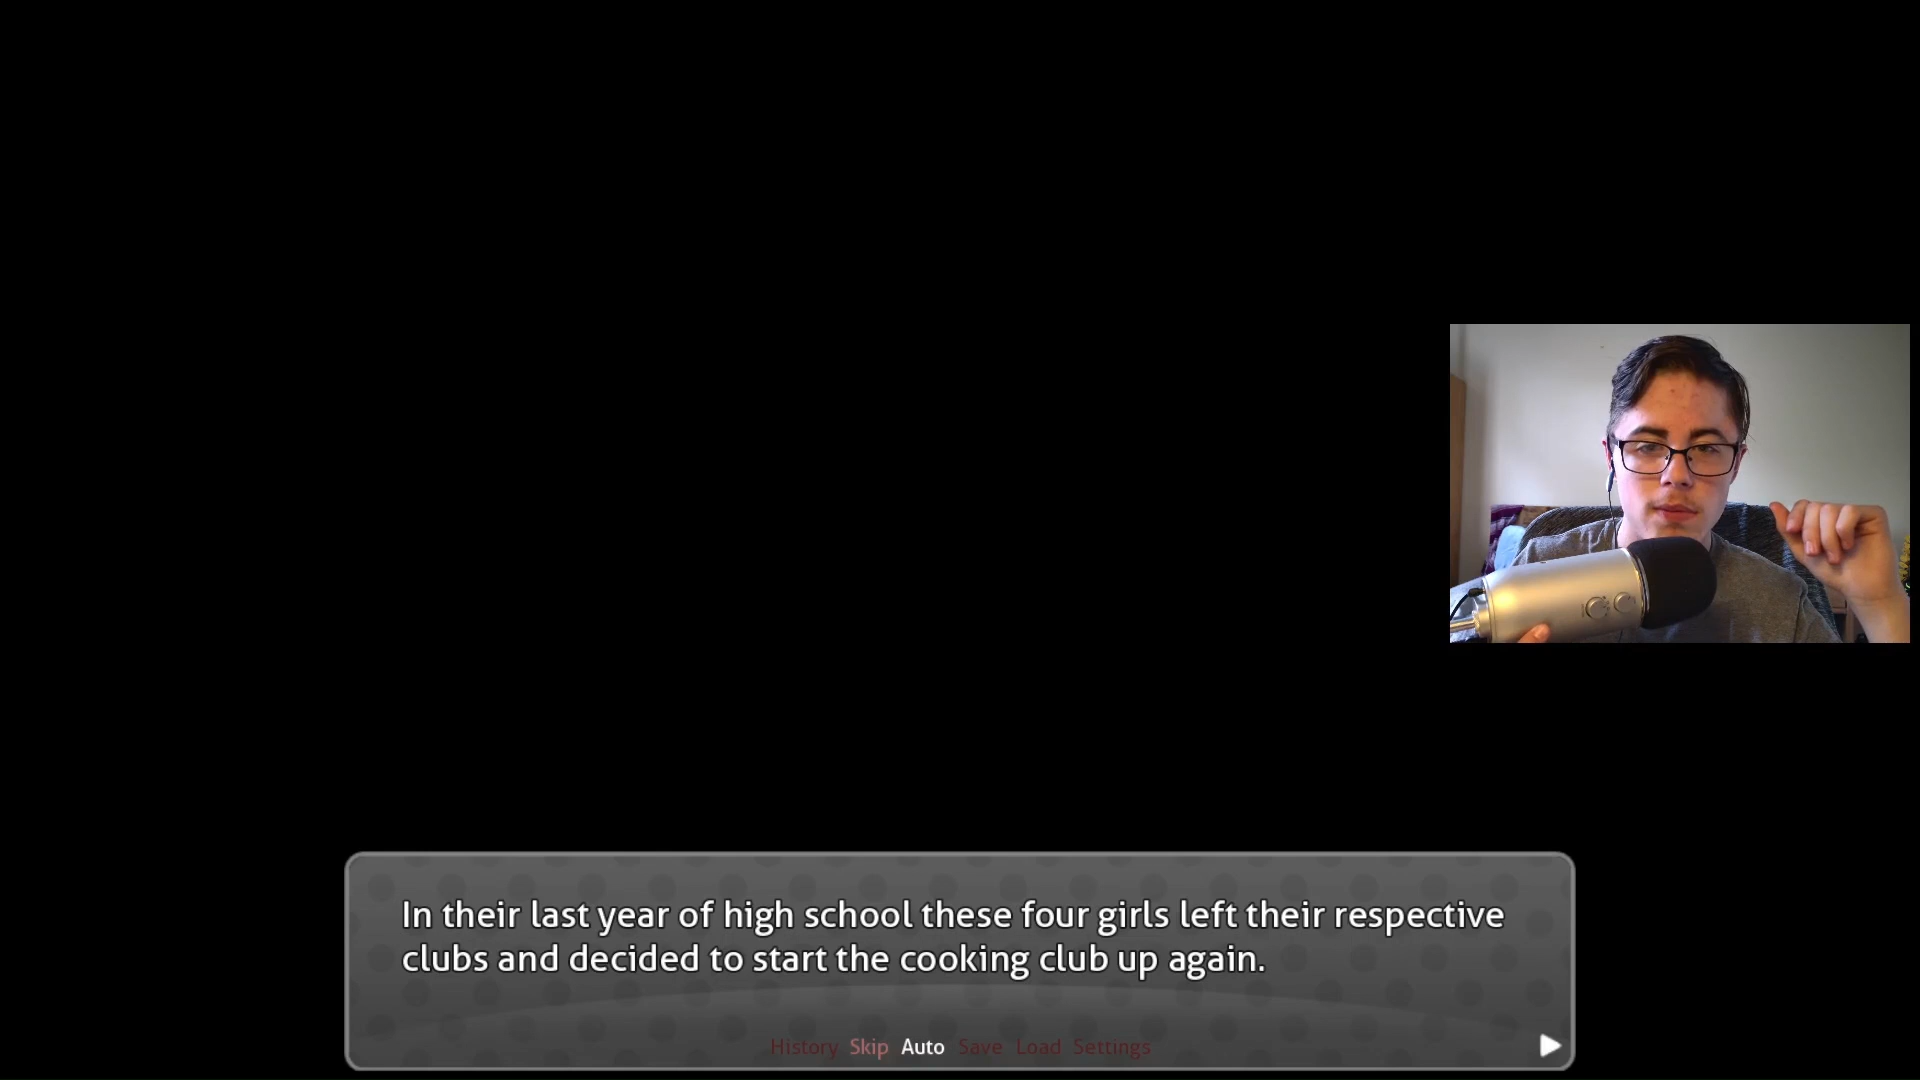 In their last year of high school these four girls left their respective
clubs and decided to start the cooking club up again.
History Skip Auto Save Load Settings